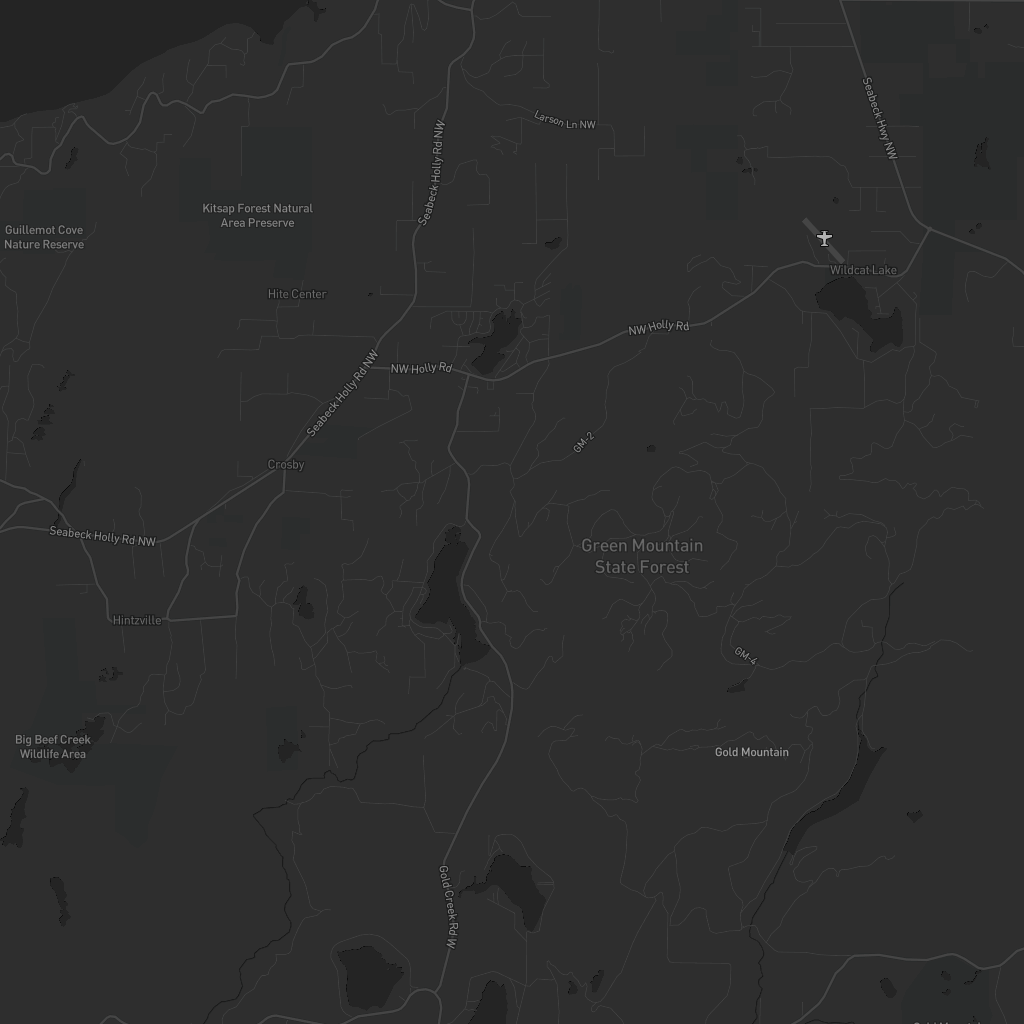 Larson Ln NW
Seabeck Hwy NW
Seabeck Holly Rd NW
Kitsap Forest Natural
Area Preserve
Guillemot Cove
Nature Reserve
Wildcat Lake
Hite Center
NW Holly Rd
NW Holly Rd
Seabeck Holly Rd NW
GM-2
Crosby
Seabeck Holly Rd NW
Green Mountain
State Forest
Hintzville
GM-4
Big Beef Creek
Wildlife Area
Gold Mountain
Gold Creek Rd W